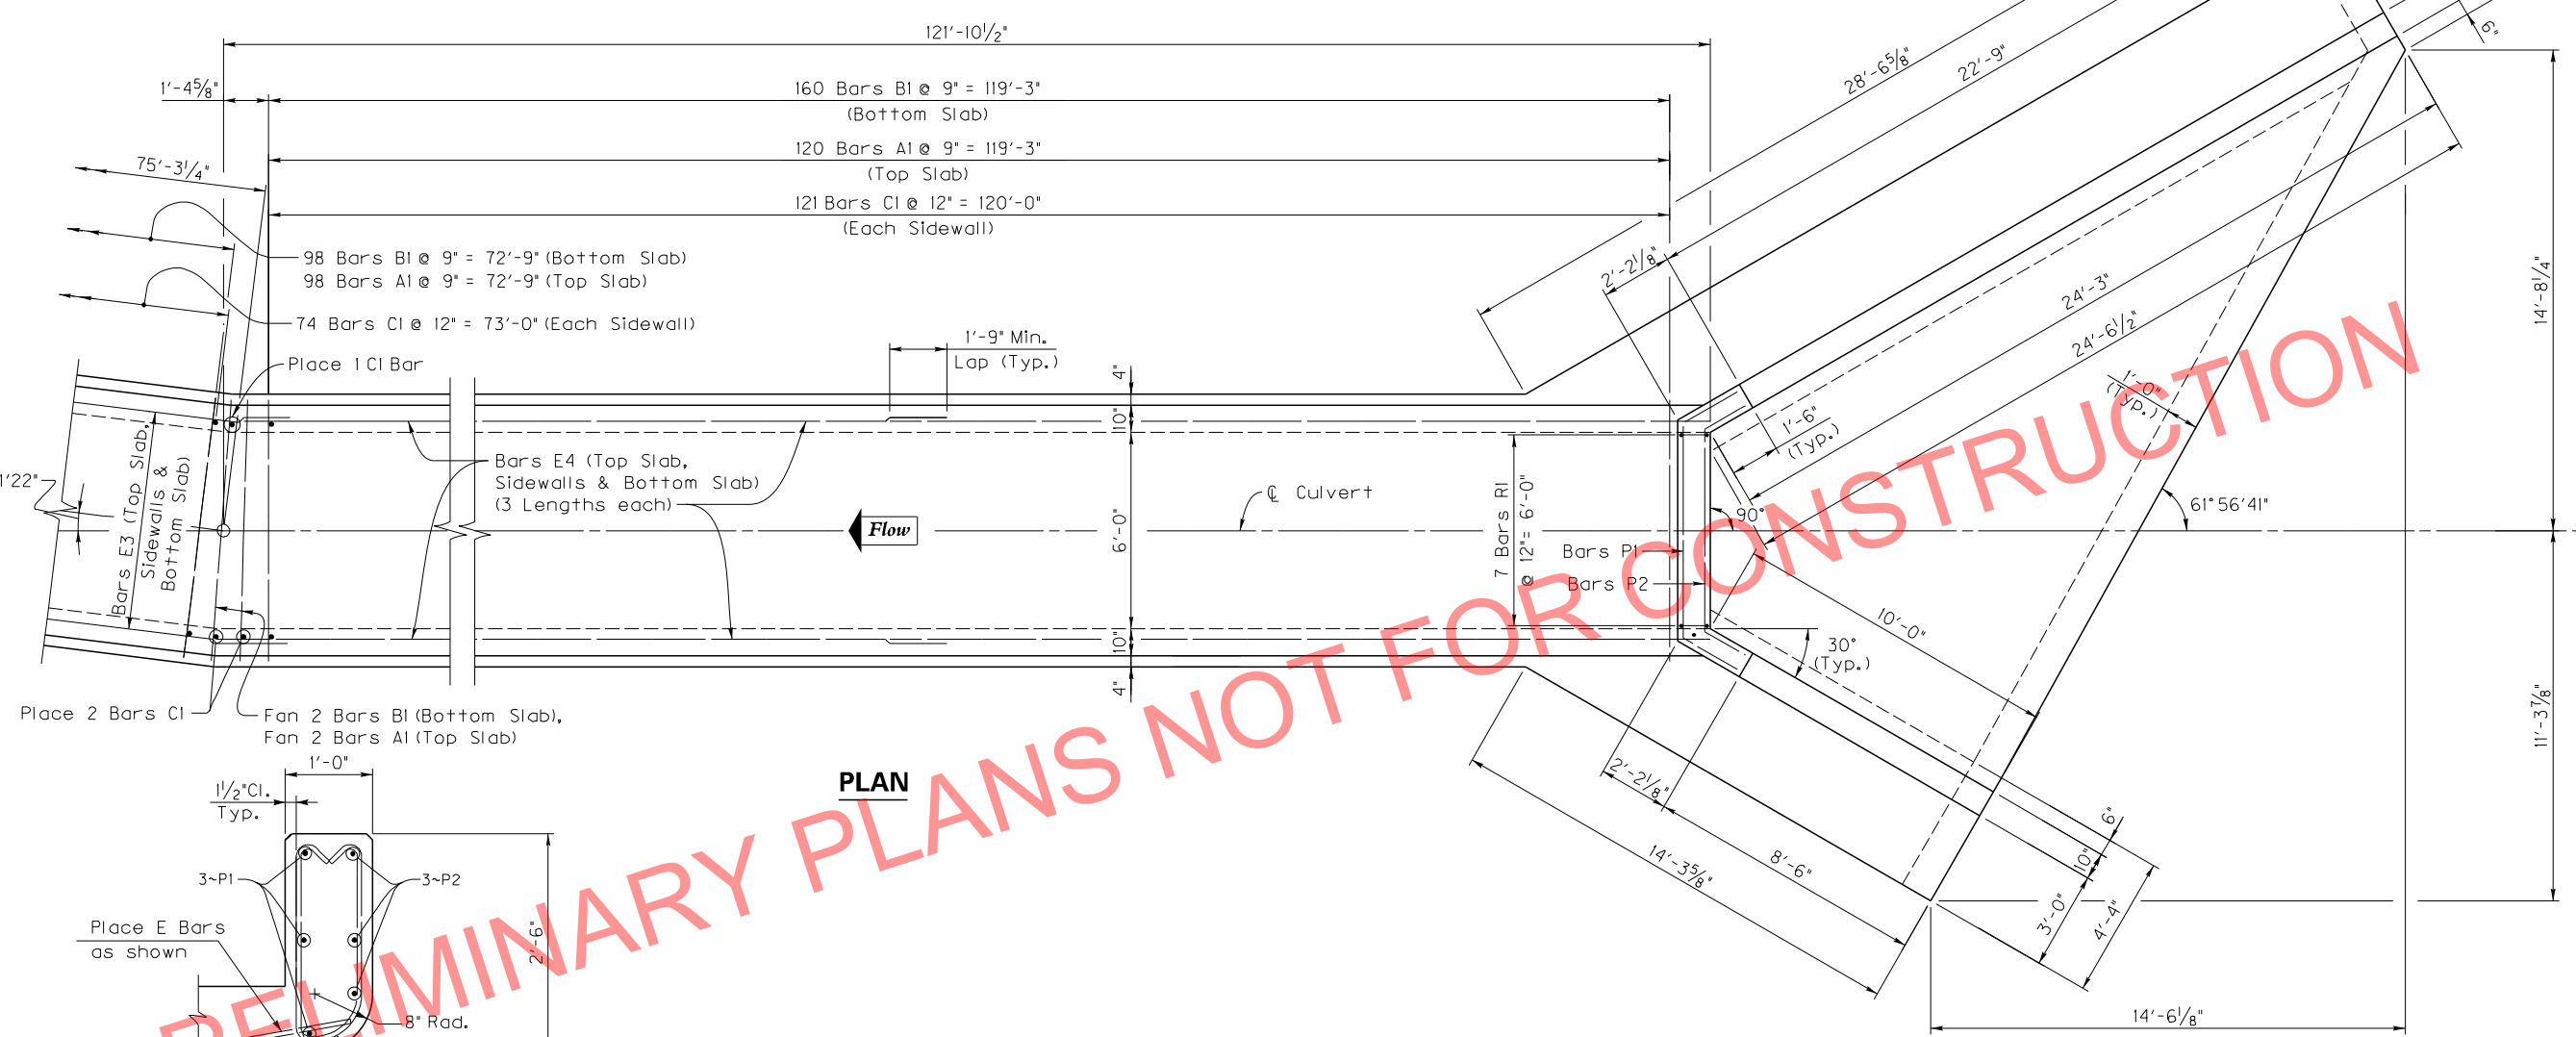 121'-10½"
1'-4⅝"
160 Bars B1 @ 9" = 119'-3"
(Bottom Slab)
120 Bars A1 @ 9" = 119'-3"
(Top Slab)
121 Bars C1 @ 12" = 120'-0"
(Each Sidewall)
75'-3¼"
98 Bars B1 @ 9" = 72'-9" (Bottom Slab)
98 Bars A1 @ 9" = 72'-9" (Top Slab)
74 Bars C1 @ 12" = 73'-0" (Each Sidewall)
Place 1 C1 Bar
1'-9" Min.
Lap (Typ.)
4"
10"
6'-0"
10"
4"
28'-6⅝"
22'-9"
6"
2'-2⅛"
24'-3"
24'-6½"
14'-8¼"
1'-0"
(Typ.)
1'-6"
(Typ.)
1'22"
Bars E3 (Top Slab,
Sidewalls &
Bottom Slab)
Bars E4 (Top Slab,
Sidewalls & Bottom Slab)
(3 Lengths each)
Flow
℄ Culvert
7 Bars R1
@ 12"= 6'-0"
Bars P1
Bars P2
90°
61°56'41"
10'-0"
30°
(Typ.)
11'-3⅞"
Place 2 Bars C1
Fan 2 Bars B1 (Bottom Slab),
Fan 2 Bars A1 (Top Slab)
PLAN
2'-2⅛"
8'-6"
14'-3⅝"
6"
10"
3'-0"
4'-4"
14'-6⅛"
1'-0"
1½"Cl.
Typ.
3~P1
3~P2
Place E Bars
as shown
2'-6"
8" Rad.
RELIMINARY PLANS NOT FOR CONSTRUCTION